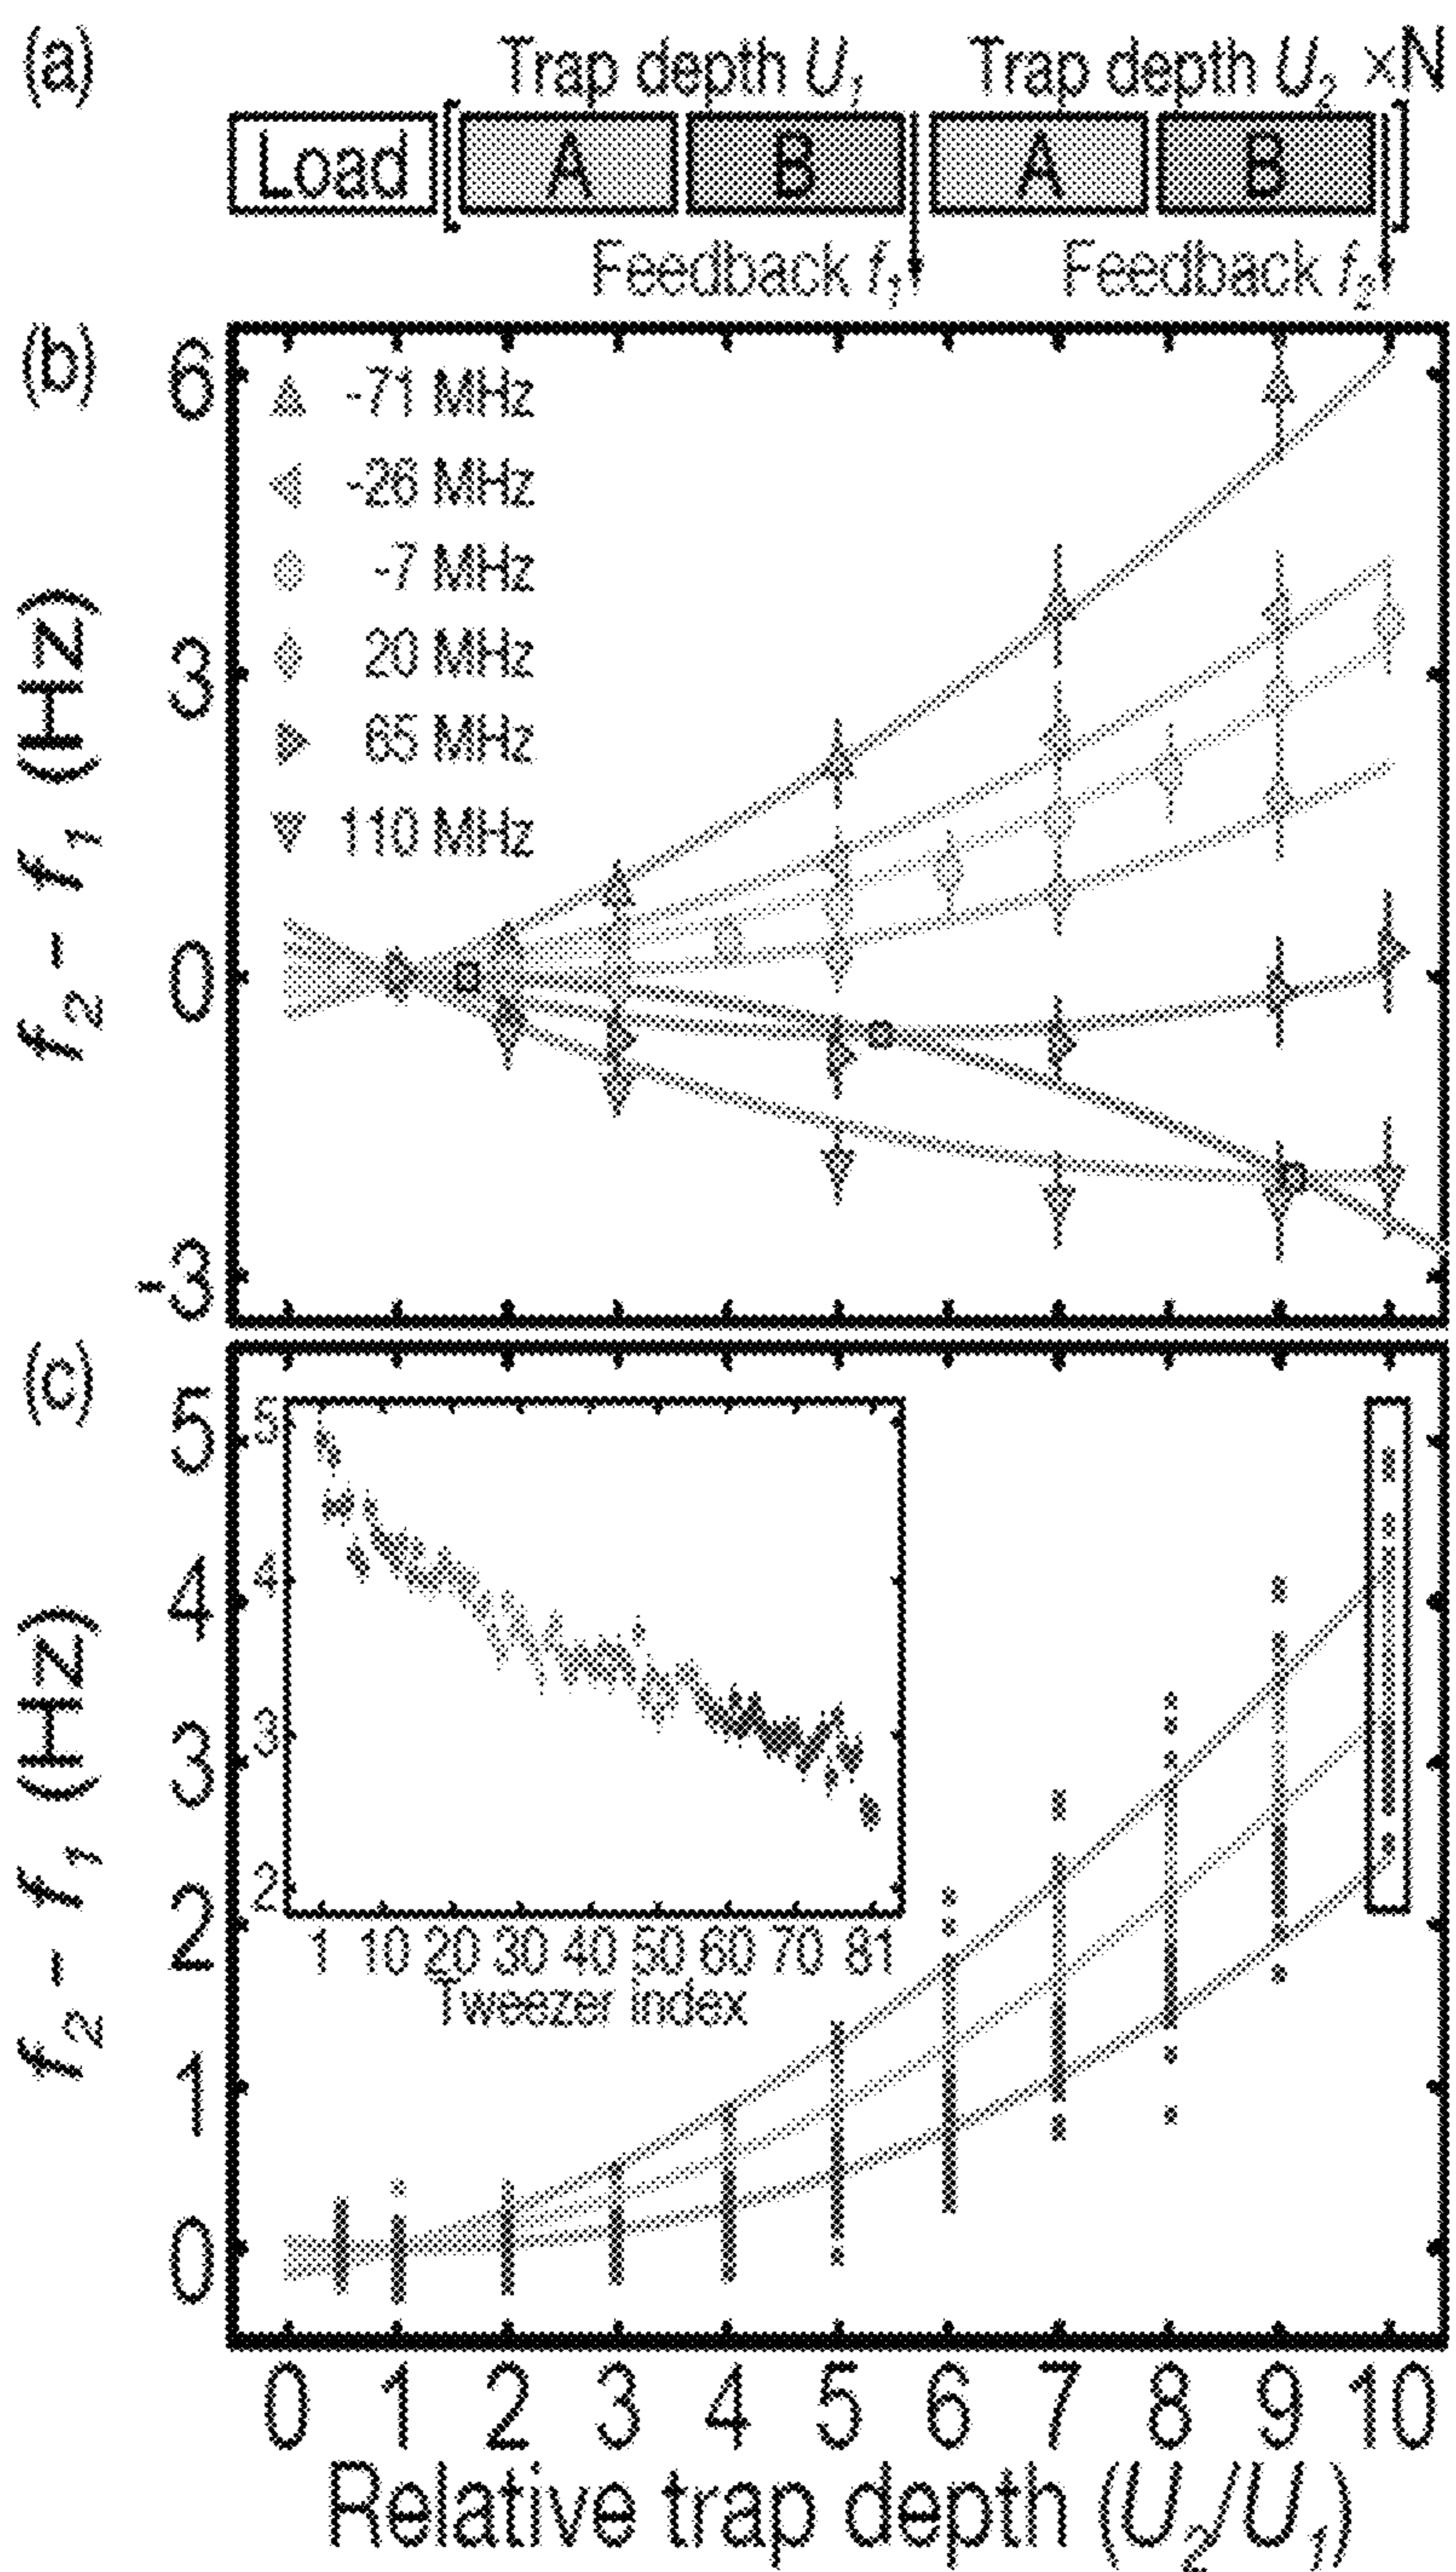 (a)
Trap depth U1 Trap depth U2 ×N
Load A B A B
Feedback f1 Feedback f2
(b)
f2 - f1 (Hz)
6
3
0
-3
-71 MHz
-26 MHz
-7 MHz
20 MHz
65 MHz
110 MHz
(c)
f2 - f1 (Hz)
5
4
3
2
1
0
5
4
3
2
1 10 20 30 40 50 60 70 81
Tweezer index
0 1 2 3 4 5 6 7 8 9 10
Relative trap depth (U2/U1)